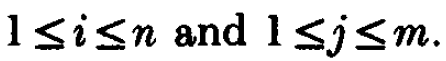 1 ≤ i ≤ n and 1 ≤ j ≤ m.